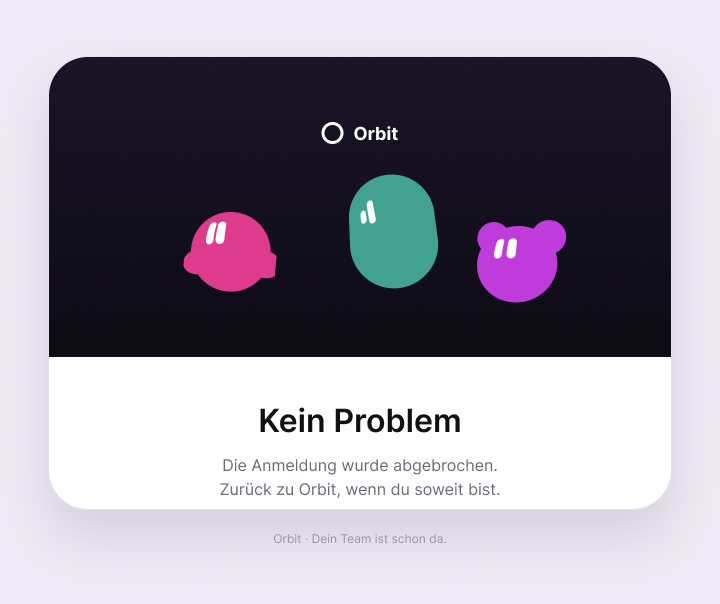 Orbit
Kein Problem
Die Anmeldung wurde abgebrochen.
Zurück zu Orbit, wenn du soweit bist.
Orbit · Dein Team ist schon da.